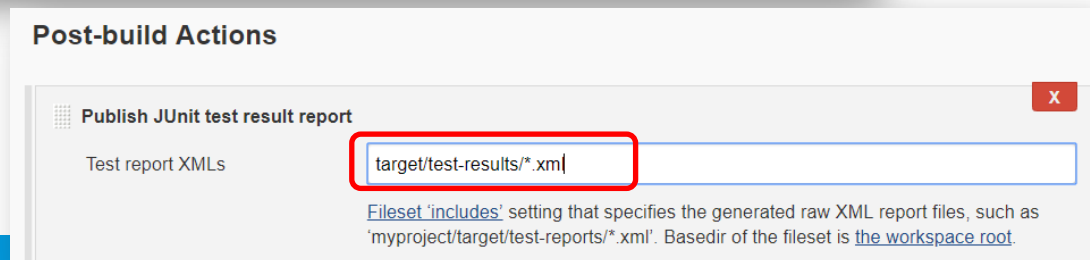 Post-build Actions
X
Publish JUnit test result report
Test report XMLs
target/test-results/*.xml
Fileset 'includes' setting that specifies the generated raw XML report files, such as
'myproject/target/test-reports/*.xml'. Basedir of the fileset is the workspace root.